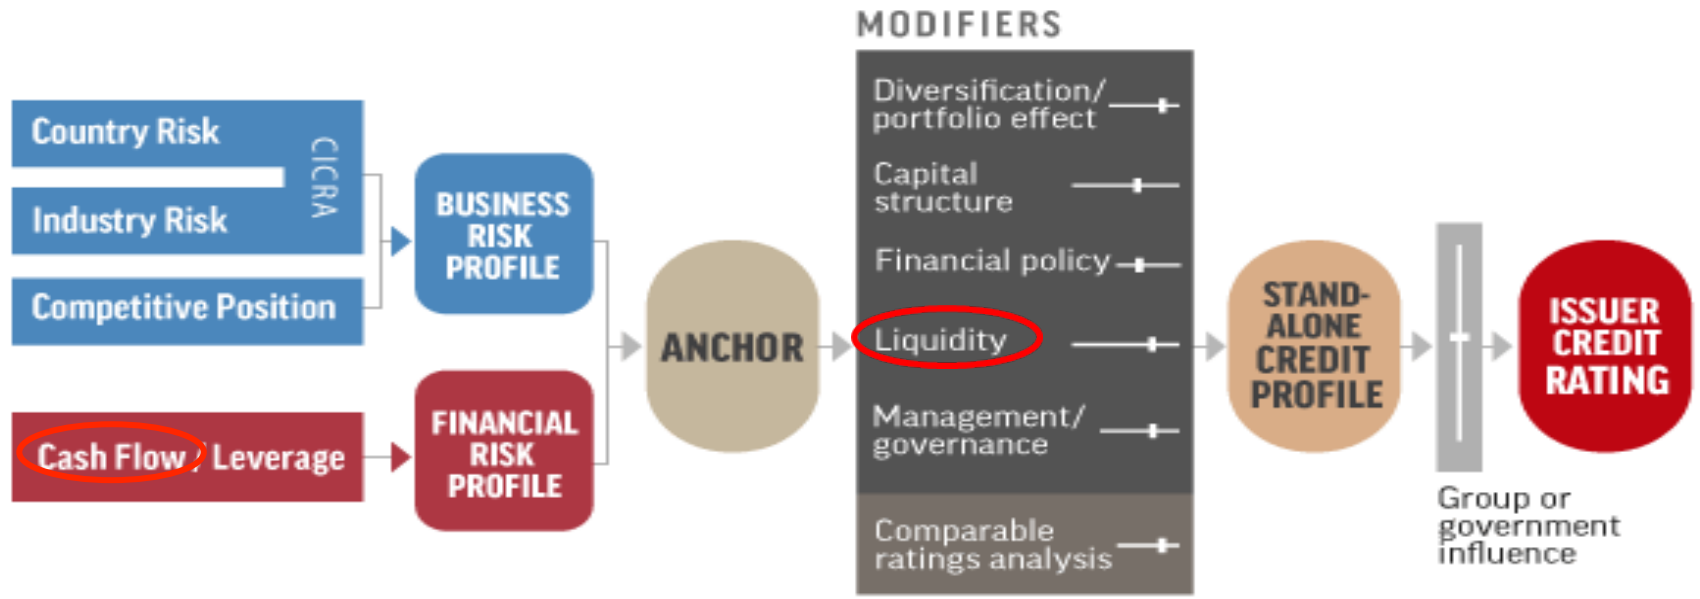 MODIFIERS
Country Risk
Industry Risk
CICRA
Competitive Position
Cash Flow / Leverage
BUSINESS
RISK
PROFILE
FINANCIAL
RISK
PROFILE
ANCHOR
Diversification/
portfolio effect
Capital
structure
Financial policy
Liquidity
Management/
governance
Comparable
ratings analysis
STAND-
ALONE
CREDIT
PROFILE
Group or
government
influence
ISSUER
CREDIT
RATING